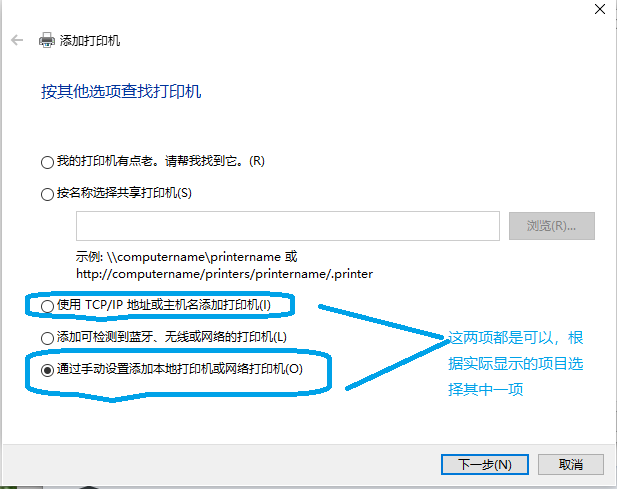 添加打印机
按其他选项查找打印机
我的打印机有点老。请帮我找到它。(R)
按名称选择共享打印机(S)
浏览(R)...
示例: \\computername\printername 或
http://computername/printers/printername/.printer
使用 TCP/IP 地址或主机名添加打印机(I)
添加可检测到蓝牙、无线或网络的打印机(L)
通过手动设置添加本地打印机或网络打印机(O)
这两项都是可以，根
据实际显示的项目选
择其中一项
下一步(N)
取消